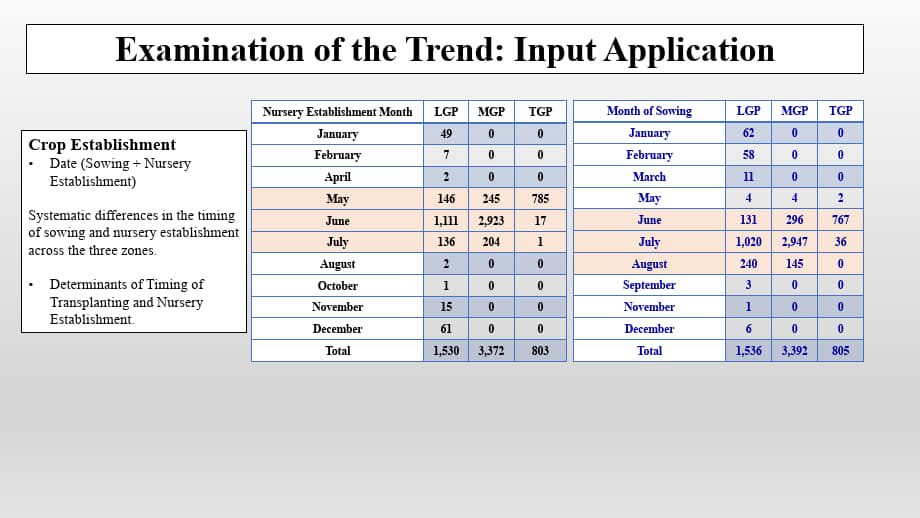 Examination of the Trend: Input Application
Crop Establishment
• Date (Sowing + Nursery
Establishment)
Systematic differences in the timing
of sowing and nursery establishment
across the three zones.
• Determinants of Timing of
Transplanting and Nursery
Establishment.
Nursery Establishment Month LGP MGP TGP
January 49 0 0
February 7 0 0
April 2 0 0
May 146 245 785
June 1,111 2,923 17
July 136 204 1
August 2 0 0
October 1 0 0
November 15 0 0
December 61 0 0
Total 1,530 3,372 803
Month of Sowing LGP MGP TGP
January 62 0 0
February 58 0 0
March 11 0 0
May 4 4 2
June 131 296 767
July 1,020 2,947 36
August 240 145 0
September 3 0 0
November 1 0 0
December 6 0 0
Total 1,536 3,392 805